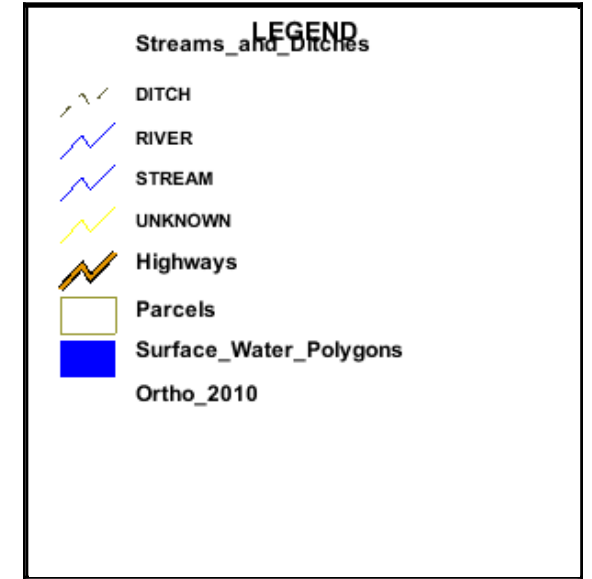 LEGEND
Streams_and_Ditches
DITCH
RIVER
STREAM
UNKNOWN
Highways
Parcels
Surface_Water_Polygons
Ortho_2010